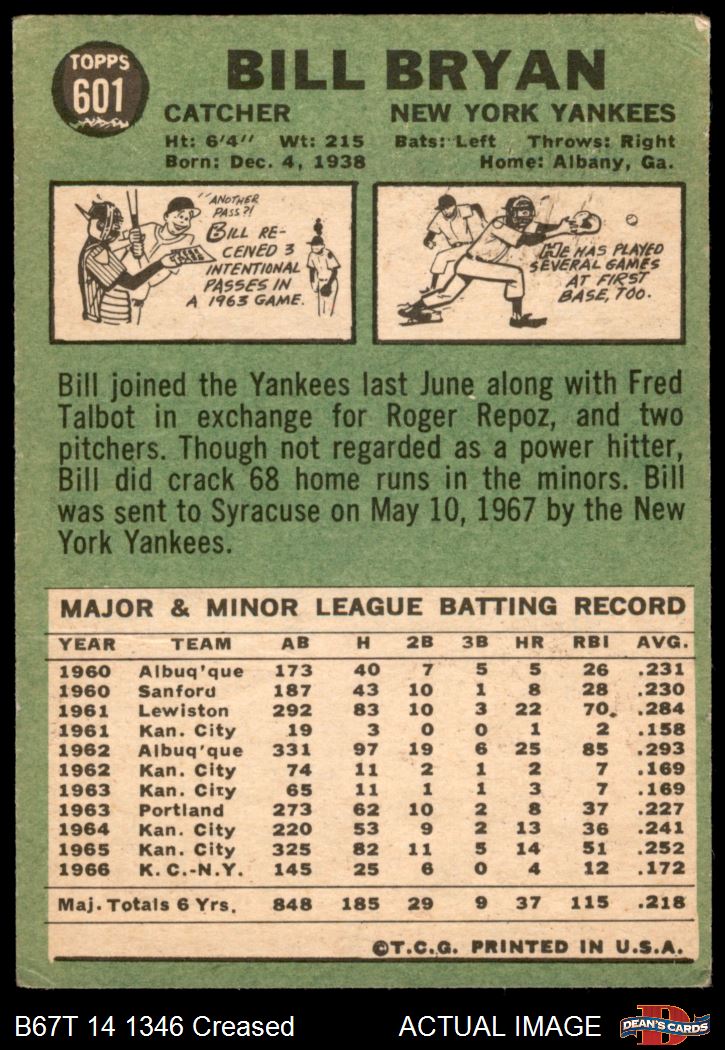 TOPPS
601
BILL BRYAN
CATCHER NEW YORK YANKEES
Ht: 6'4" Wt: 215 Bats: Left Throws: Right
Born: Dec. 4, 1938 Home: Albany, Ga.
"ANOTHER
PASS?!
BILL RE-
CEIVED 3
INTENTIONAL
PASSES IN
A 1963 GAME.
HE HAS PLAYED
SEVERAL GAMES
AT FIRST
BASE, TOO.
Bill joined the Yankees last June along with Fred
Talbot in exchange for Roger Repoz, and two
pitchers. Though not regarded as a power hitter,
Bill did crack 68 home runs in the minors. Bill
was sent to Syracuse on May 10, 1967 by the New
York Yankees.
MAJOR & MINOR LEAGUE BATTING RECORD
YEAR TEAM AB H 2B 3B HR RBI AVG.
1960 Albuq'que 173 40 7 5 5 26 .231
1960 Sanford 187 43 10 1 8 28 .230
1961 Lewiston 292 83 10 3 22 70 .284
1961 Kan. City 19 3 0 0 1 2 .158
1962 Albuq'que 331 97 19 6 25 85 .293
1962 Kan. City 74 11 2 1 2 7 .169
1963 Kan. City 65 11 1 1 3 7 .169
1963 Portland 273 62 10 2 8 37 .227
1964 Kan. City 220 53 9 2 13 36 .241
1965 Kan. City 325 82 11 5 14 51 .252
1966 K.C.-N.Y. 145 25 6 0 4 12 .172
Maj. Totals 6 Yrs. 848 185 29 9 37 115 .218
©T.C.G. PRINTED IN U.S.A.
B67T 14 1346 Creased ACTUAL IMAGE
D
DEAN'S CARDS